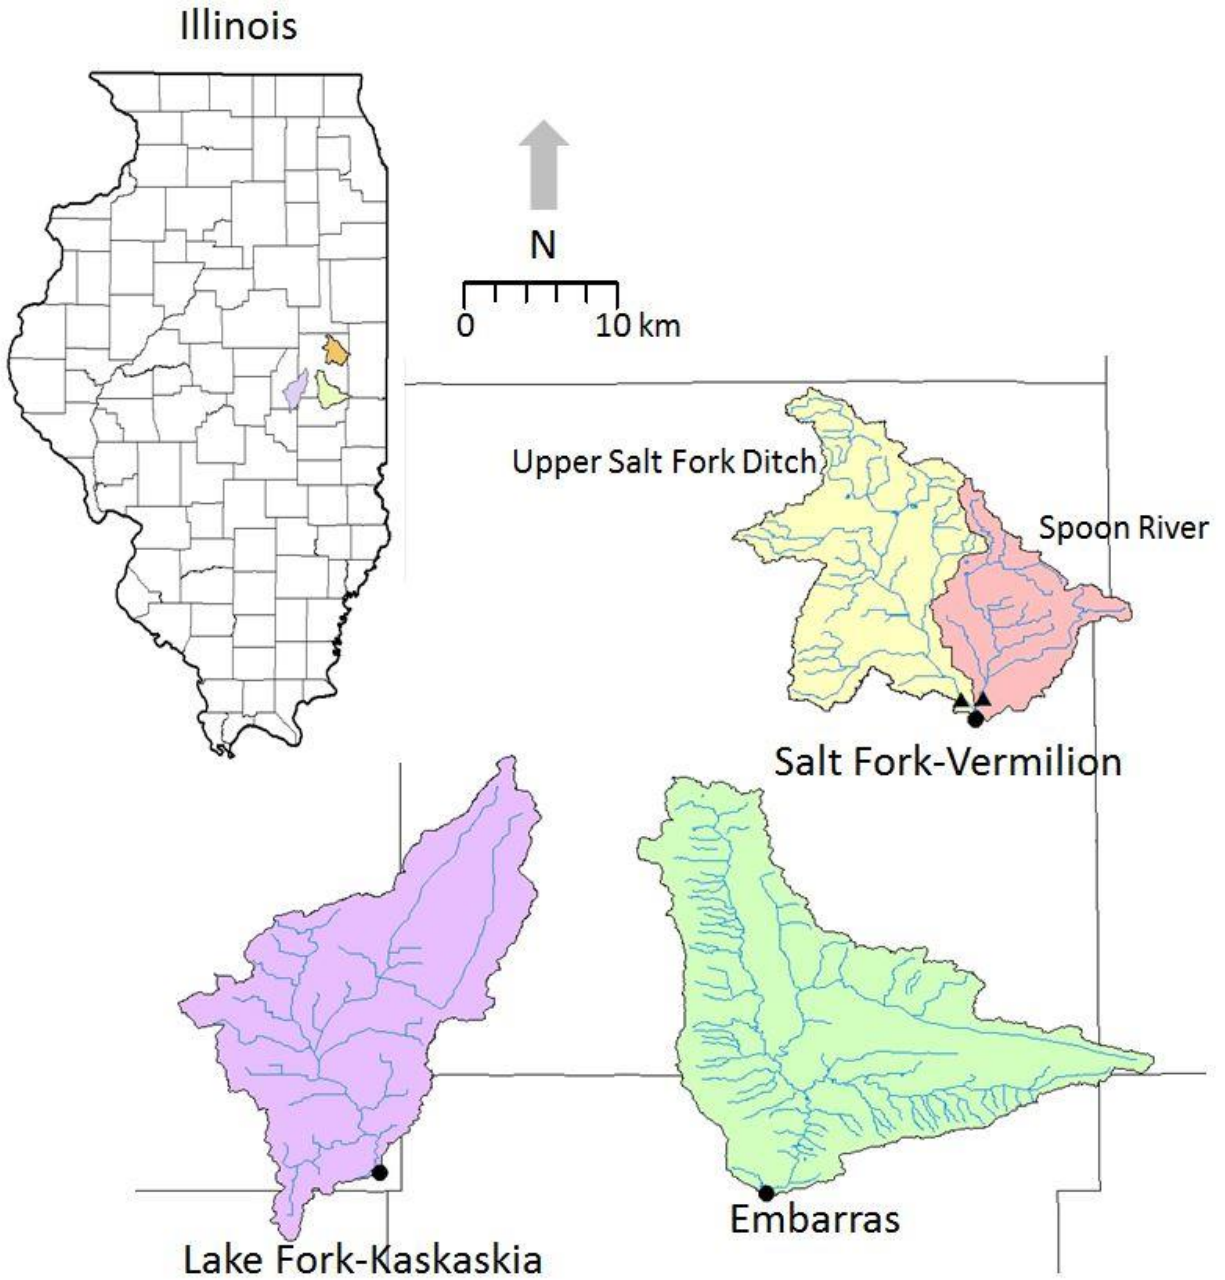 Illinois
N
0 10 km
Upper Salt Fork Ditch
Spoon River
Salt Fork-Vermilion
Embarras
Lake Fork-Kaskaskia